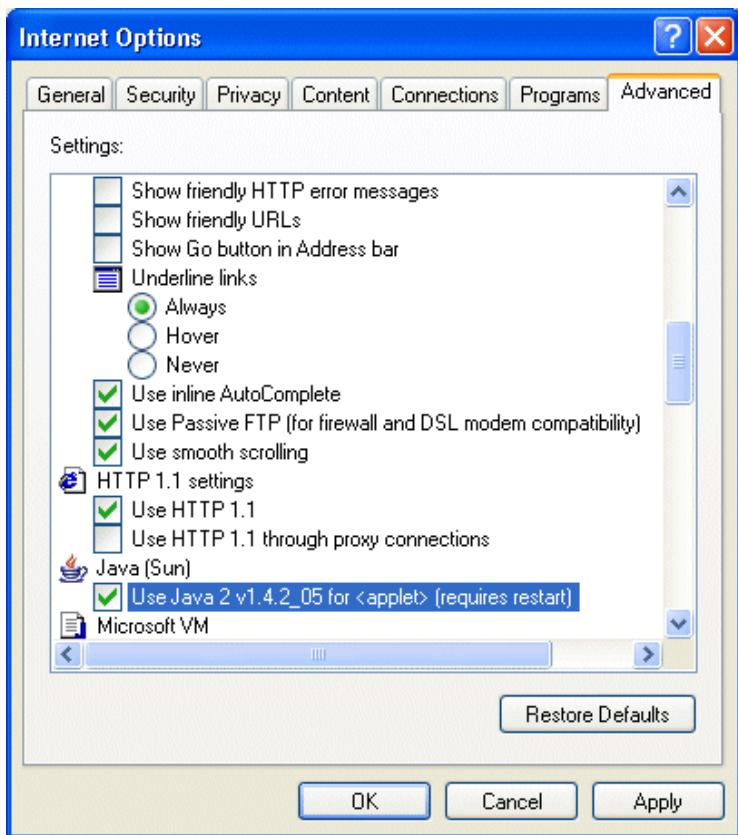 Internet Options
General Security Privacy Content Connections Programs Advanced
Settings:
Show friendly HTTP error messages
Show friendly URLs
Show Go button in Address bar
Underline links
Always
Hover
Never
Use inline AutoComplete
Use Passive FTP (for firewall and DSL modem compatibility)
Use smooth scrolling
HTTP 1.1 settings
Use HTTP 1.1
Use HTTP 1.1 through proxy connections
Java (Sun)
Use Java 2 v1.4.2_05 for <applet> (requires restart)
Microsoft VM
Restore Defaults
OK Cancel Apply